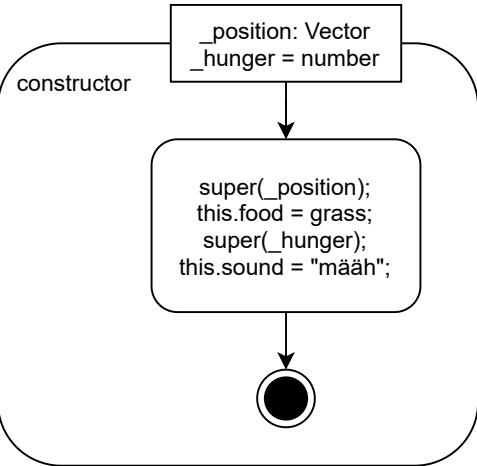 _position: Vector
_hunger = number
constructor
super(_position);
this.food = grass;
super(_hunger);
this.sound = "määh";